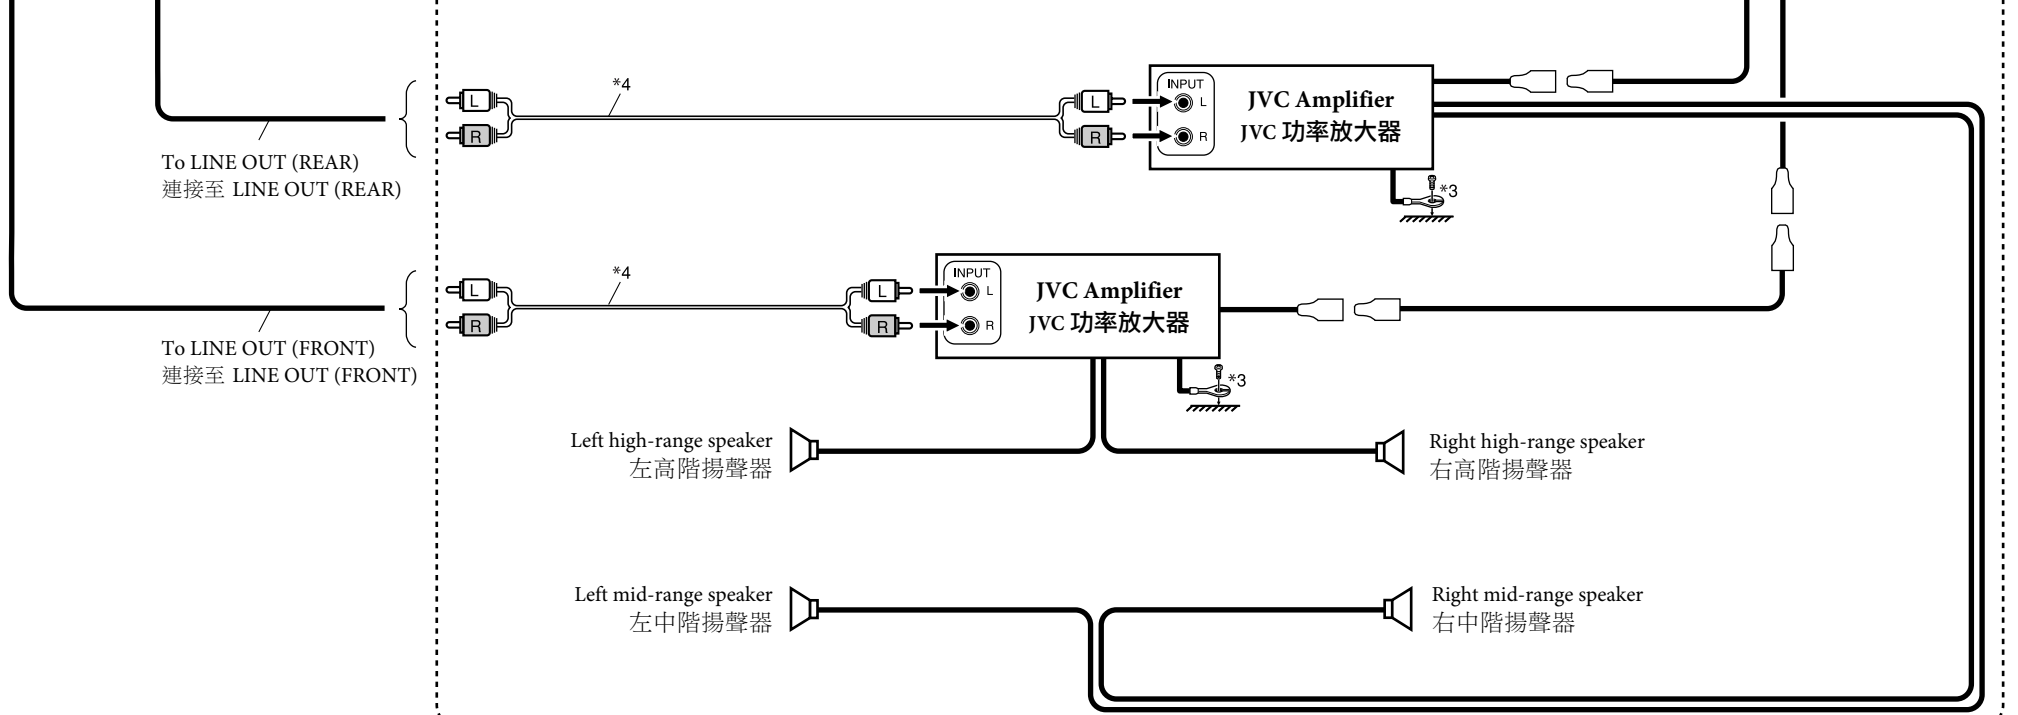 *4
L
R
L
R
INPUT
L
R
JVC Amplifier
JVC 功率放大器
*3
To LINE OUT (REAR)
連接至 LINE OUT (REAR)
*4
L
R
L
R
INPUT
L
R
JVC Amplifier
JVC 功率放大器
*3
To LINE OUT (FRONT)
連接至 LINE OUT (FRONT)
Left high-range speaker
左高階揚聲器
Right high-range speaker
右高階揚聲器
Left mid-range speaker
左中階揚聲器
Right mid-range speaker
右中階揚聲器